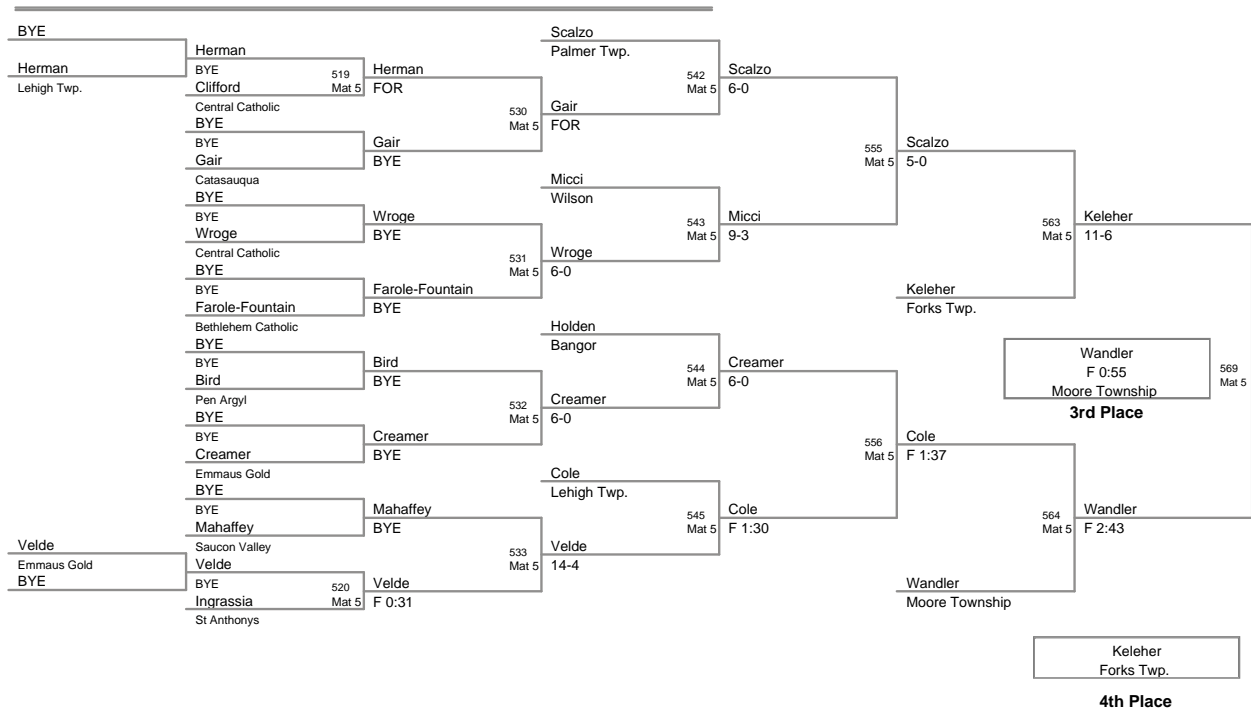 BYE
Herman
Lehigh Twp.
Velde
Emmaus Gold
BYE
Herman
BYE
Clifford
Central Catholic
519
Mat 5
BYE
BYE
Gair
Catasauqua
BYE
BYE
Wroge
Central Catholic
BYE
BYE
Farole-Fountain
Bethlehem Catholic
BYE
BYE
Bird
Pen Argyl
BYE
BYE
Creamer
Emmaus Gold
BYE
BYE
Mahaffey
Saucon Valley
Velde
BYE
Ingrassia
St Anthonys
520
Mat 5
Herman
FOR
Gair
BYE
530
Mat 5
Wroge
BYE
Farole-Fountain
BYE
531
Mat 5
Bird
BYE
Creamer
BYE
532
Mat 5
Mahaffey
BYE
Velde
F 0:31
533
Mat 5
Scalzo
Palmer Twp.
Gair
FOR
542
Mat 5
Micci
Wilson
Wroge
6-0
543
Mat 5
Holden
Bangor
Creamer
6-0
544
Mat 5
Cole
Lehigh Twp.
Velde
14-4
545
Mat 5
Scalzo
6-0
Micci
9-3
555
Mat 5
Creamer
6-0
Cole
F 1:30
556
Mat 5
Scalzo
5-0
Keleher
Forks Twp.
563
Mat 5
Cole
F 1:37
Wandler
Moore Township
564
Mat 5
Keleher
11-6
Wandler
F 2:43
Wandler
F 0:55
Moore Township
3rd Place
569
Mat 5
Keleher
Forks Twp.
4th Place